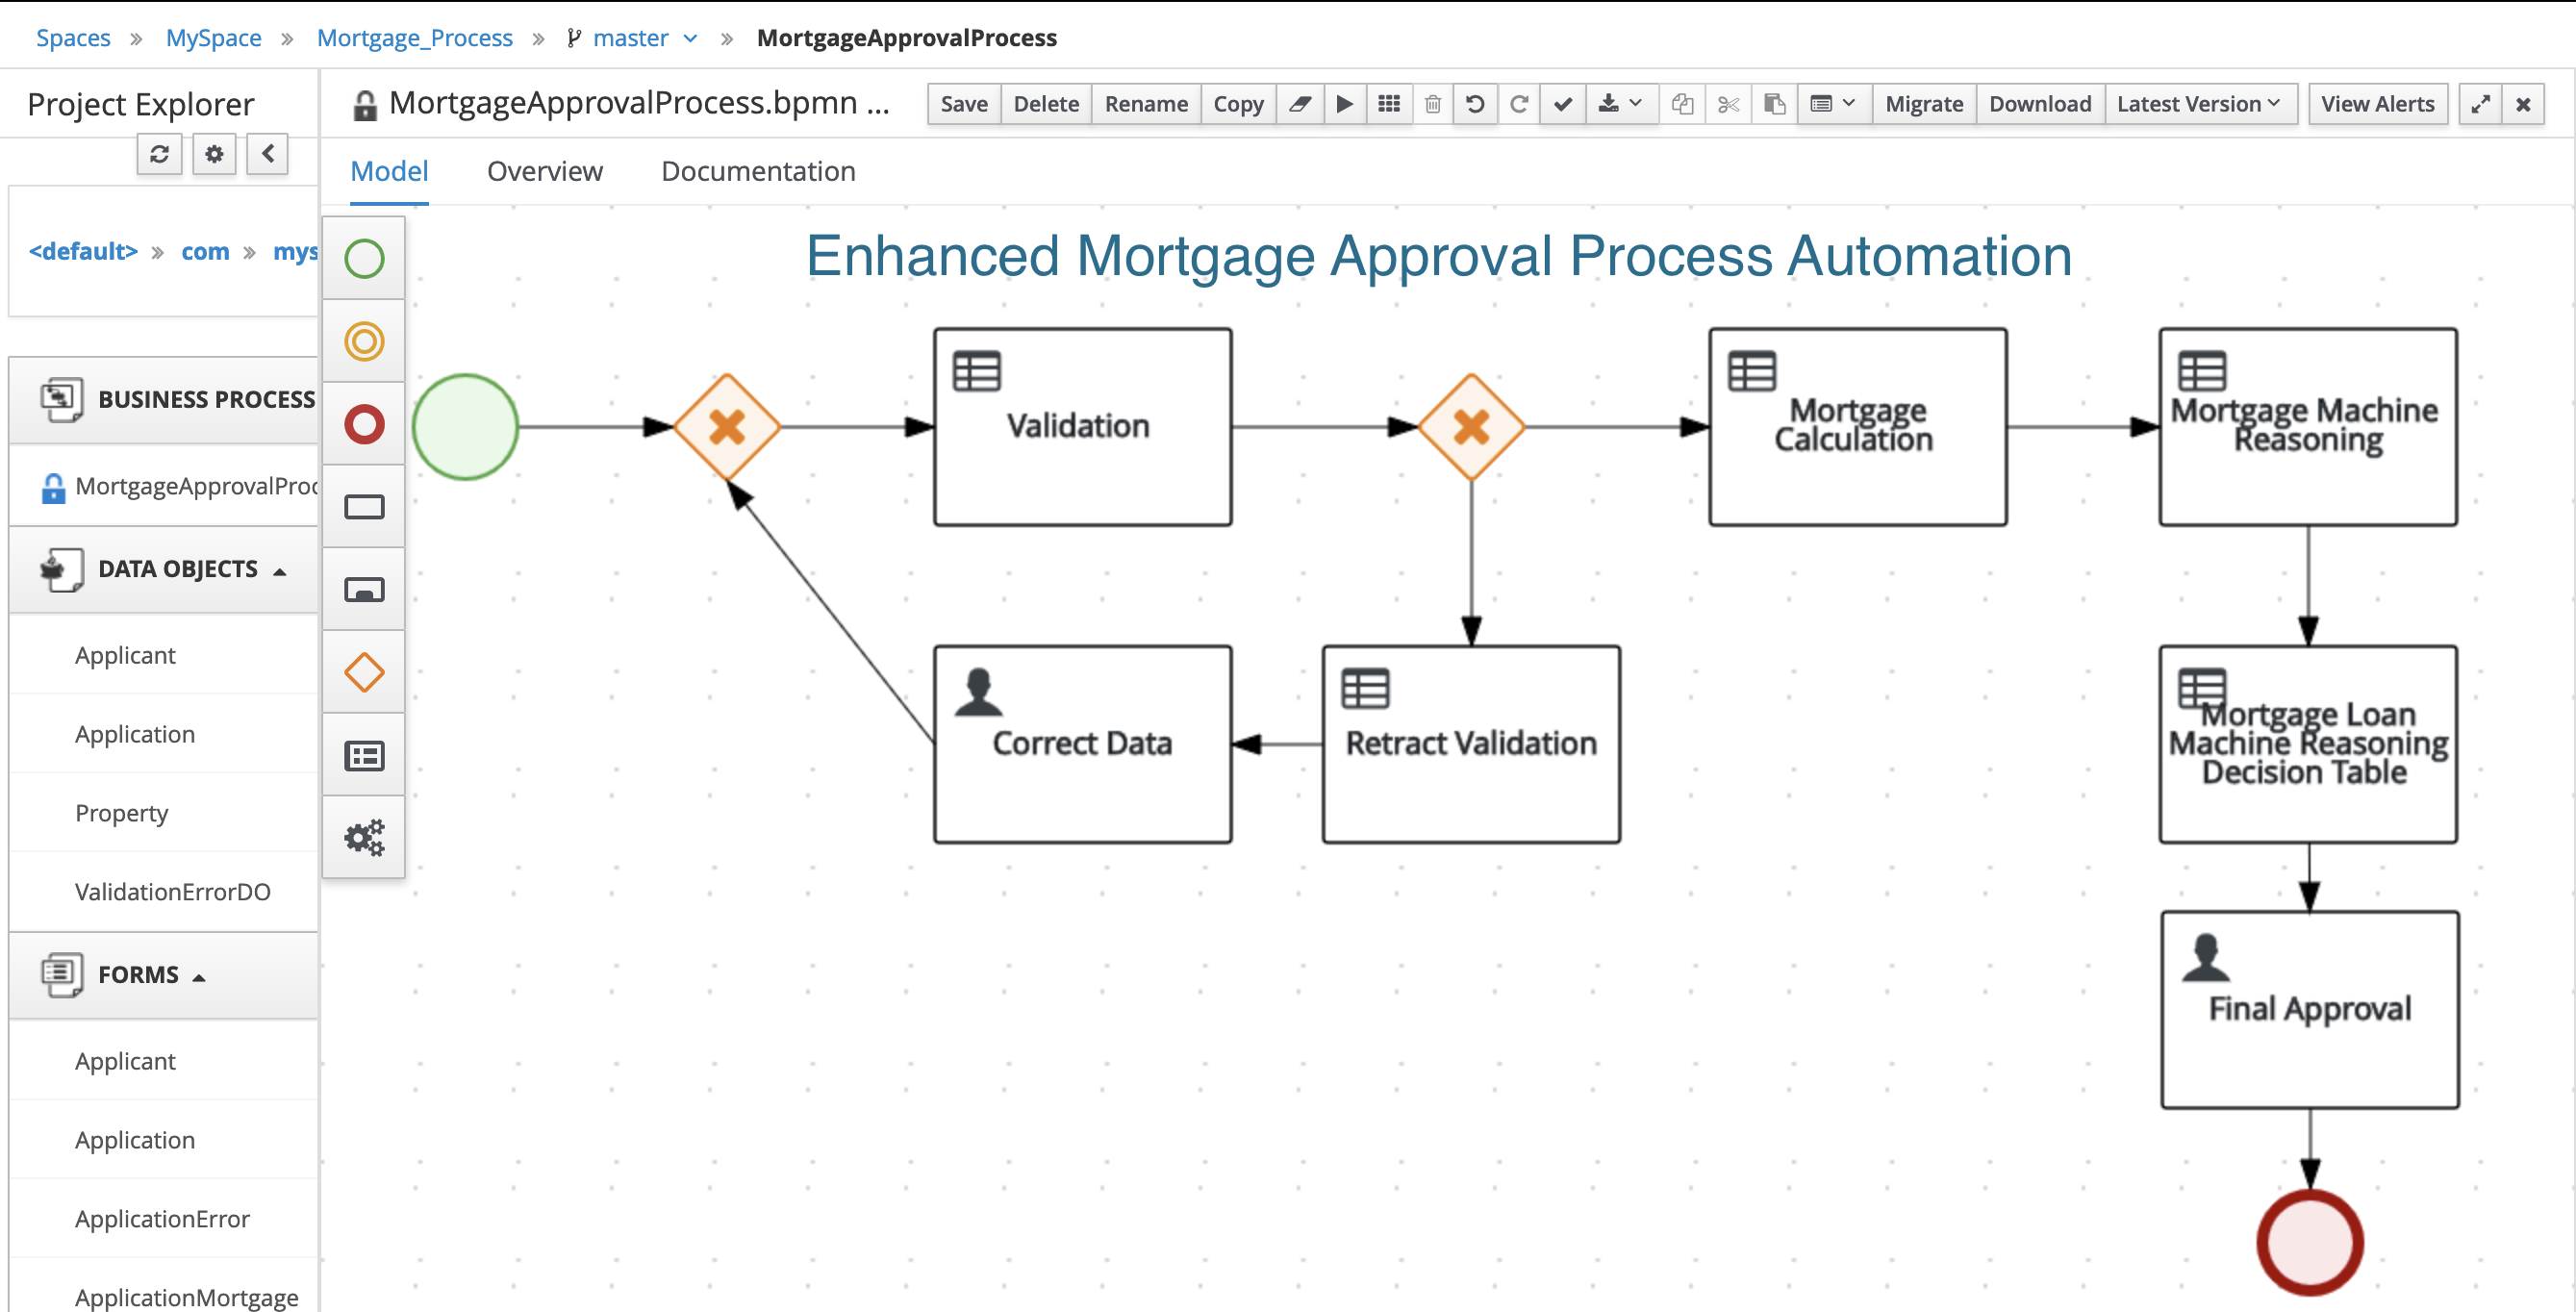 Spaces » MySpace » Mortgage_Process » master » MortgageApprovalProcess
Project Explorer
MortgageApprovalProcess.bpmn ...
Save Delete Rename Copy Migrate Download Latest Version View Alerts
Model Overview Documentation
<default> » com » mys
BUSINESS PROCESS
MortgageApprovalProc
DATA OBJECTS
Applicant
Application
Property
ValidationErrorDO
FORMS
Applicant
Application
ApplicationError
ApplicationMortgage
Enhanced Mortgage Approval Process Automation
Validation
Mortgage
Calculation
Mortgage Machine
Reasoning
Correct Data
Retract Validation
Mortgage Loan
Machine Reasoning
Decision Table
Final Approval